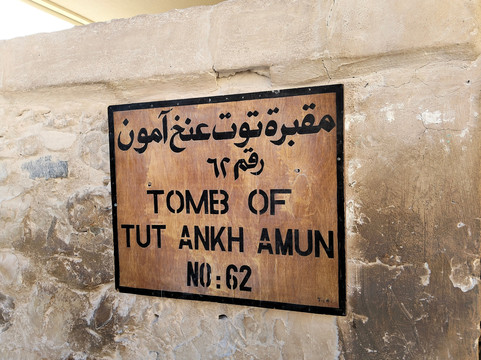 مقبرة توت عنخ آمون
رقم ٦٢
TOMB OF
TUT ANKH AMUN
NO: 62